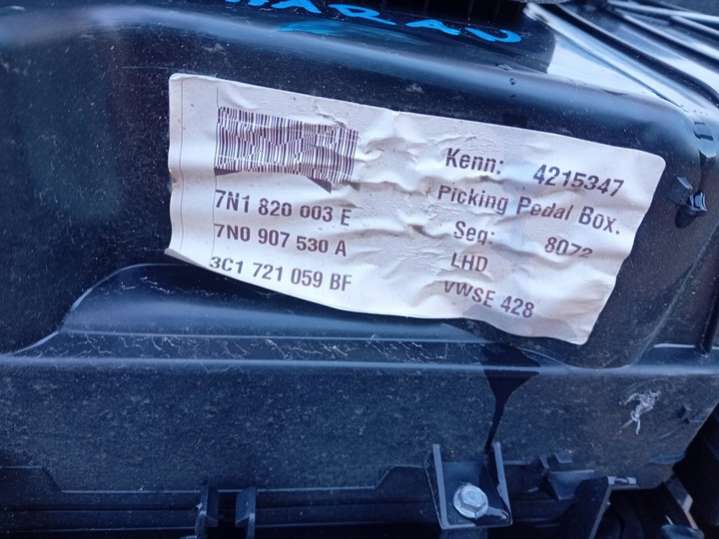 7N1 820 003 E
7N0 907 530 A
3C1 721 059 BF
Kenn: 4215347
Picking Pedal Box.
Seq: 8072
LHD
VWSE 428